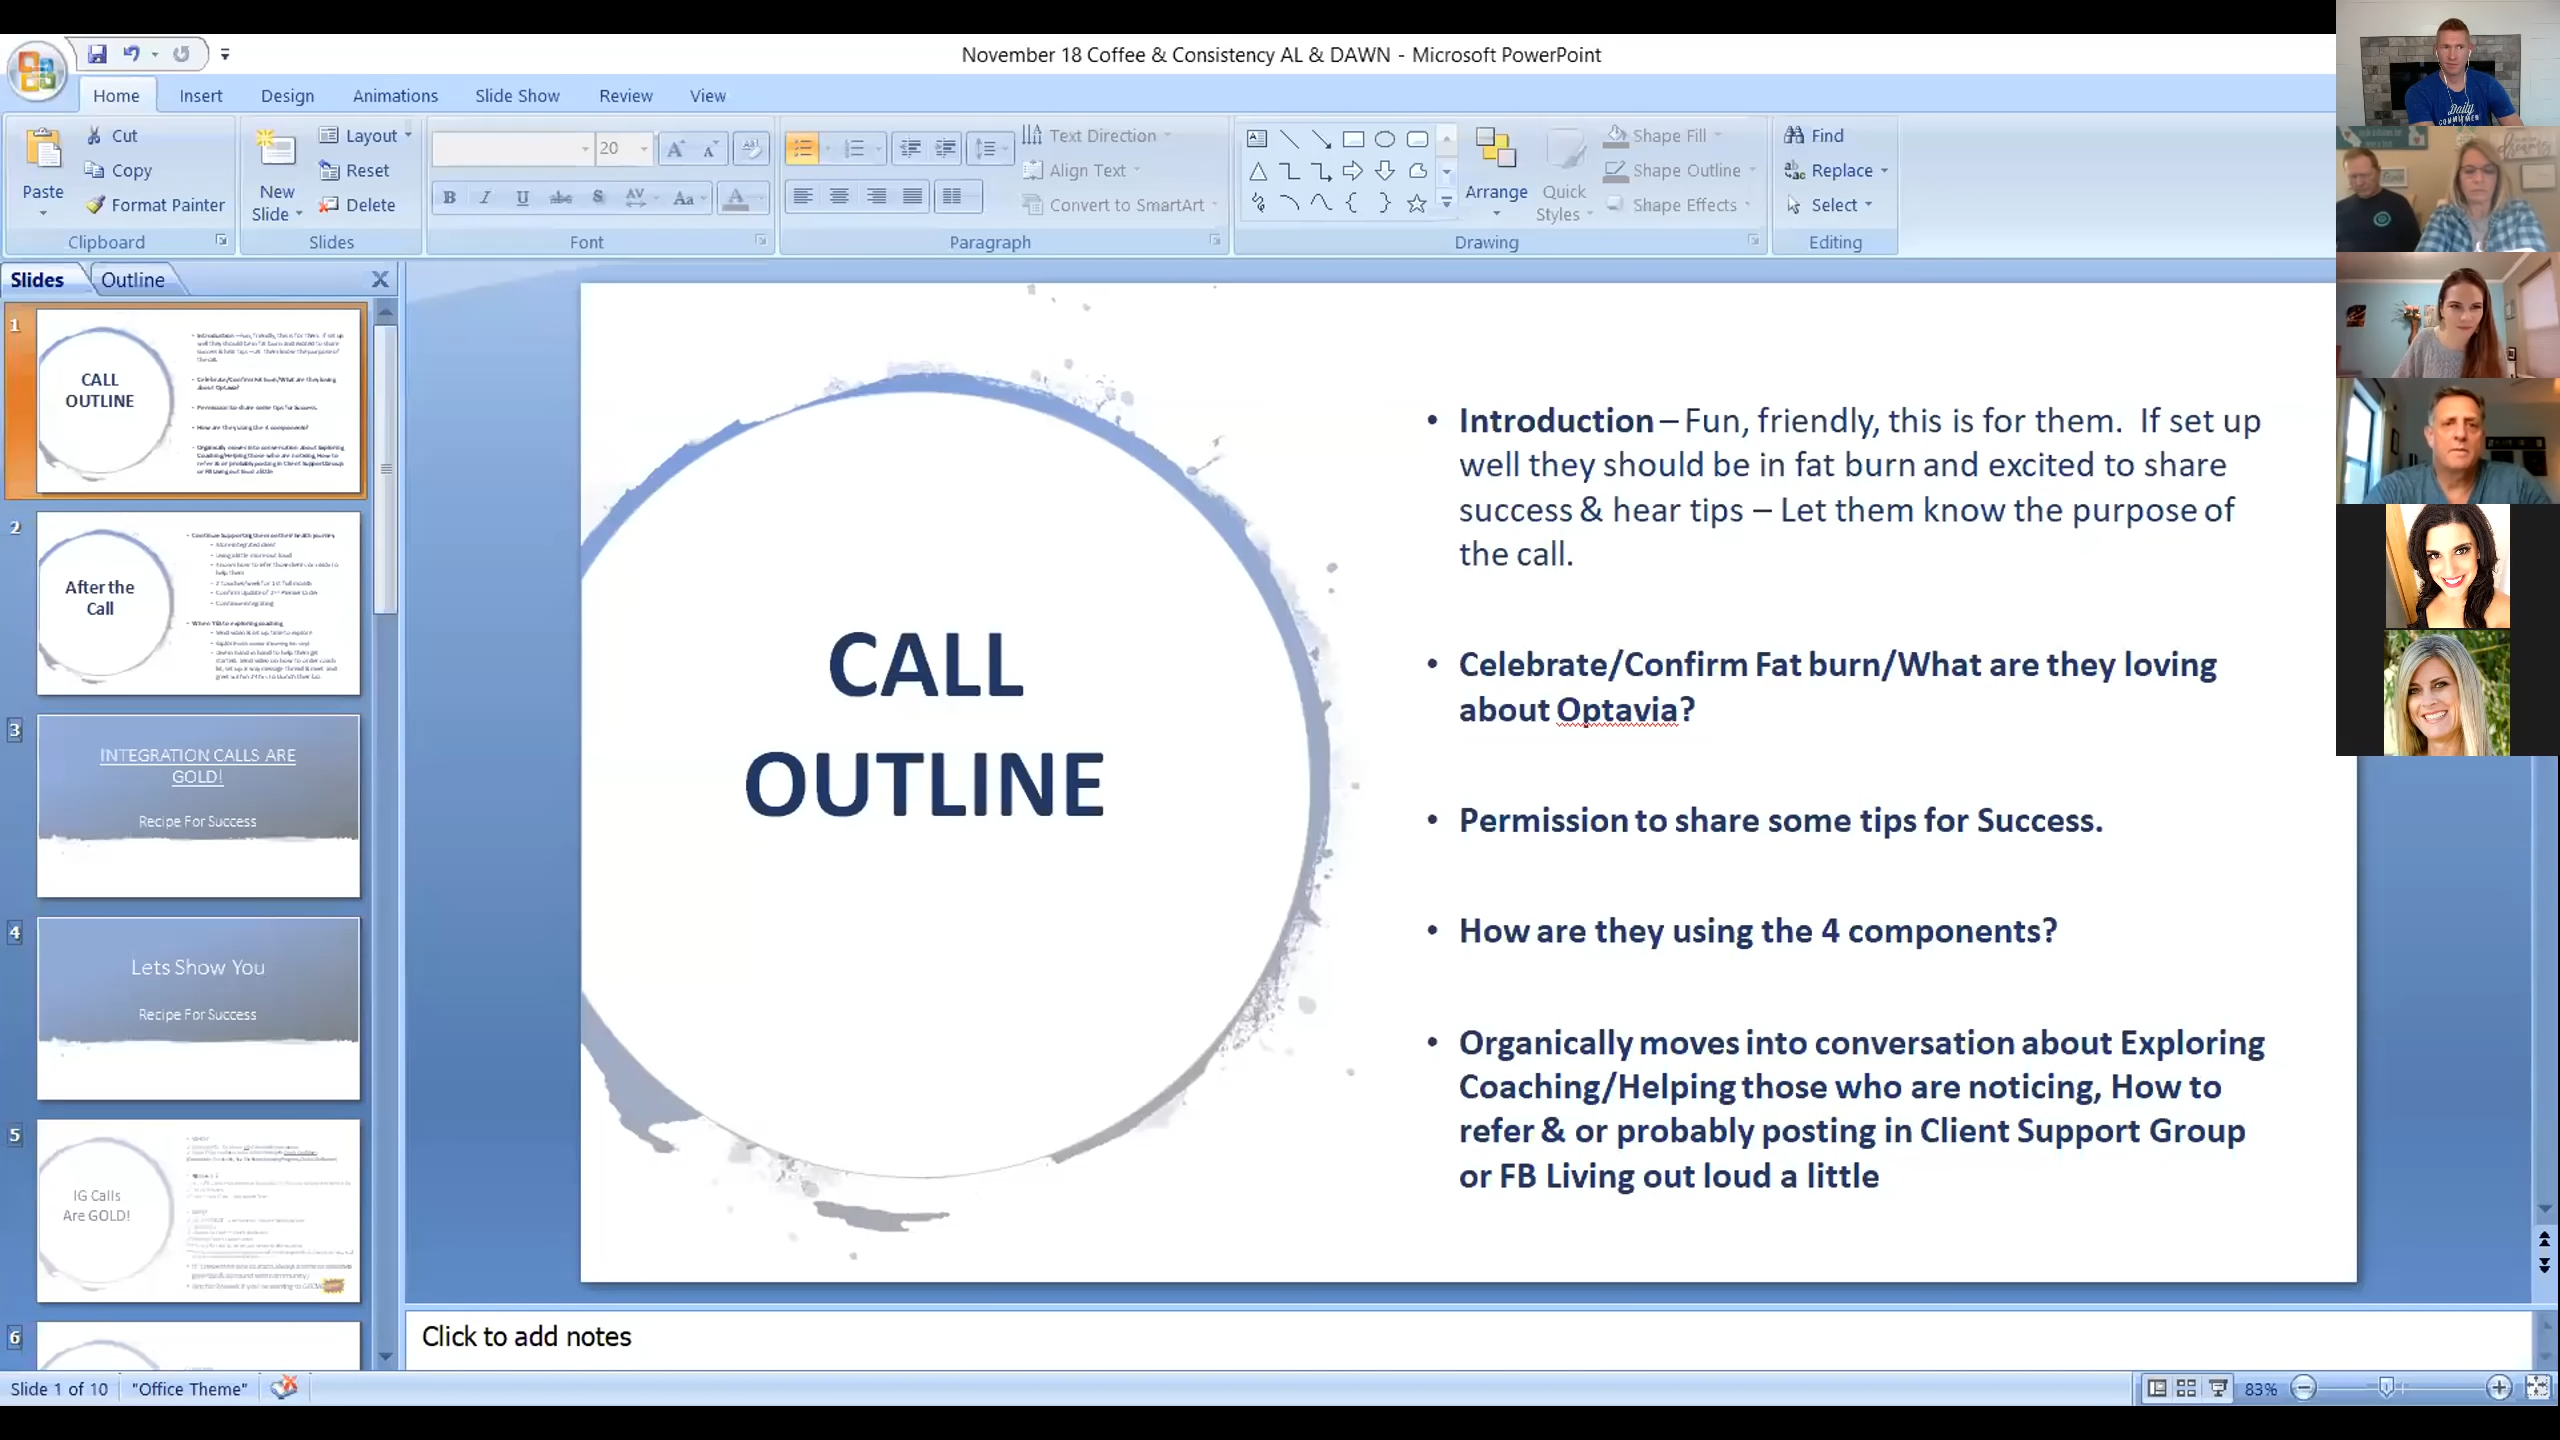 November 18 Coffee & Consistency AL & DAWN - Microsoft PowerPoint
Home Insert Design Animations Slide Show Review View
Paste
Cut
Copy
Format Painter
Clipboard
New
Slide
Layout
Reset
Delete
Slides
20
Font
Text Direction
Align Text
Convert to SmartArt
Paragraph
Arrange
Quick
Styles
Shape Fill
Shape Outline
Shape Effects
Drawing
Find
Replace
Select
Editing
Slides Outline
1
CALL
OUTLINE
2
After the
Call
3
INTEGRATION CALLS ARE
GOLD!
Recipe For Success
4
Lets Show You
Recipe For Success
5
IG Calls
Are GOLD!
6
CALL
OUTLINE
• Introduction – Fun, friendly, this is for them. If set up
well they should be in fat burn and excited to share
success & hear tips – Let them know the purpose of
the call.
• Celebrate/Confirm Fat burn/What are they loving
about Optavia?
• Permission to share some tips for Success.
• How are they using the 4 components?
• Organically moves into conversation about Exploring
Coaching/Helping those who are noticing, How to
refer & or probably posting in Client Support Group
or FB Living out loud a little
Click to add notes
Slide 1 of 10 "Office Theme" 83%
Daily